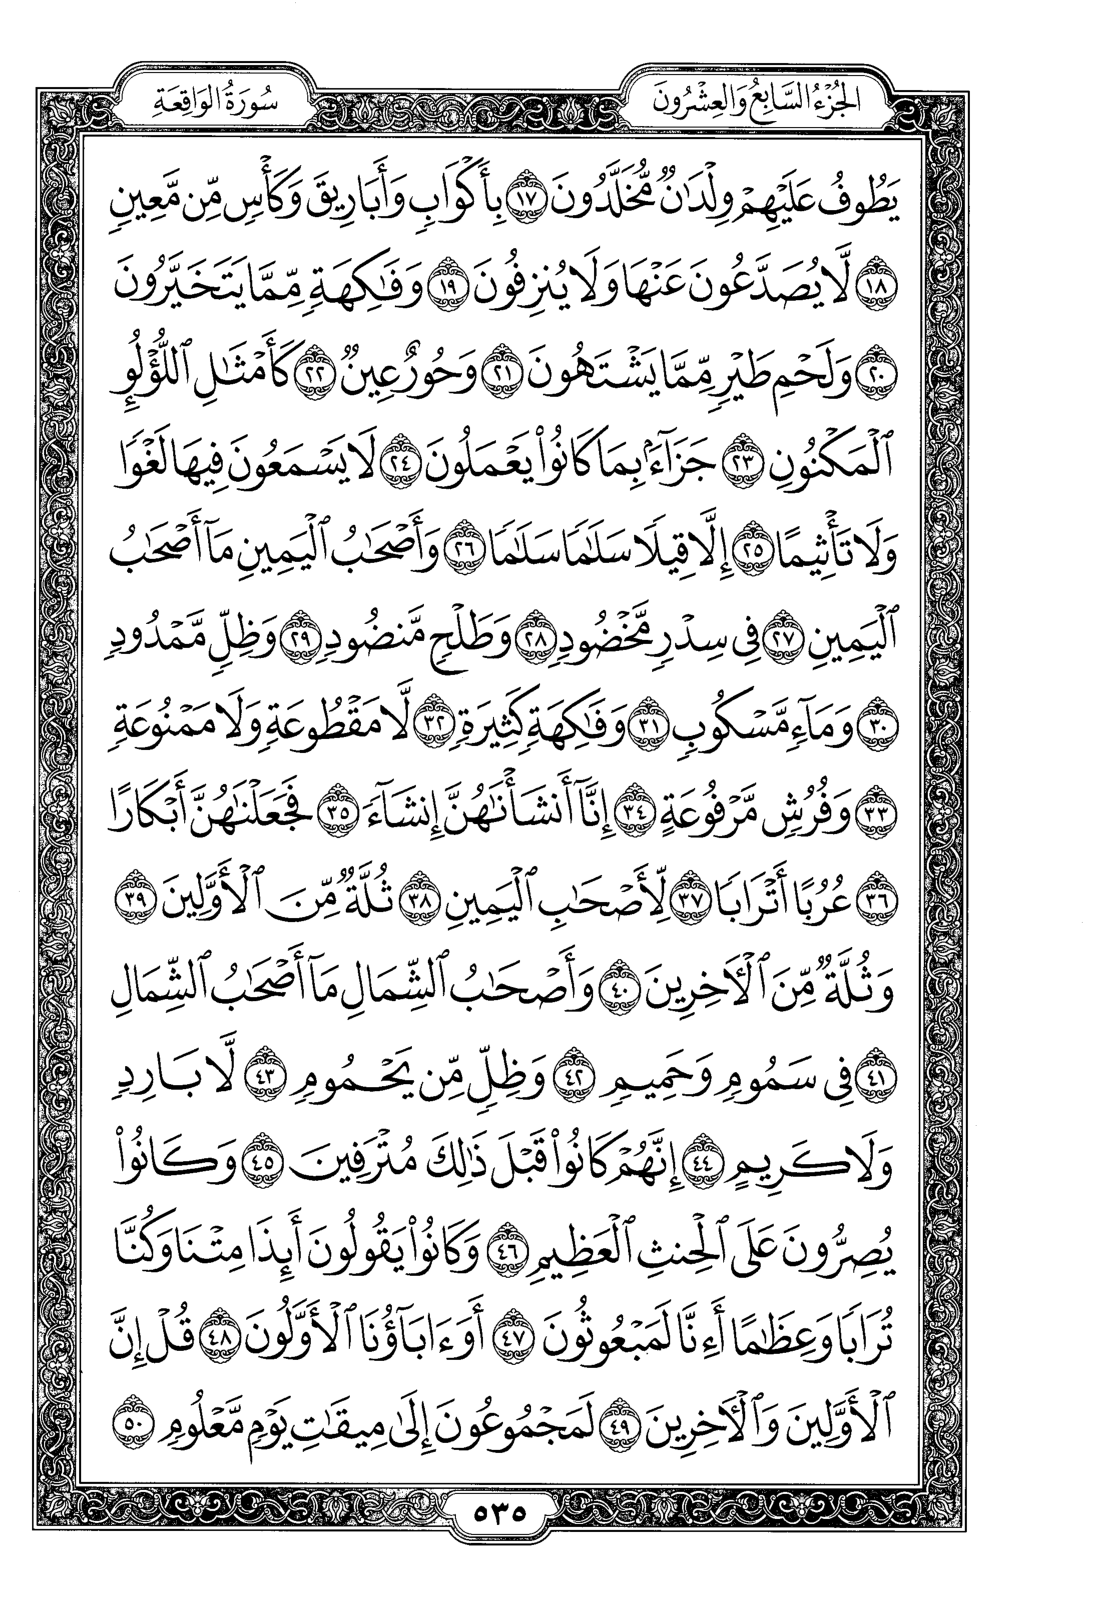 الجُزْءُ السَّابِعُ وَالعِشْرُونَ
سُورَةُ الوَاقِعَةِ
يَطُوفُ عَلَيْهِمْ وِلْدَٰنٌ مُّخَلَّدُونَ ١٧ بِأَكْوَابٍ وَأَبَارِيقَ وَكَأْسٍ مِّن مَّعِينٍ
١٨ لَّا يُصَدَّعُونَ عَنْهَا وَلَا يُنزِفُونَ ١٩ وَفَٰكِهَةٍ مِّمَّا يَتَخَيَّرُونَ
٢٠ وَلَحْمِ طَيْرٍ مِّمَّا يَشْتَهُونَ ٢١ وَحُورٌ عِينٌ ٢٢ كَأَمْثَٰلِ ٱللُّؤْلُؤِ
ٱلْمَكْنُونِ ٢٣ جَزَآءًۢ بِمَا كَانُوا۟ يَعْمَلُونَ ٢٤ لَا يَسْمَعُونَ فِيهَا لَغْوًا
وَلَا تَأْثِيمًا ٢٥ إِلَّا قِيلًا سَلَٰمًا سَلَٰمًا ٢٦ وَأَصْحَٰبُ ٱلْيَمِينِ مَآ أَصْحَٰبُ
ٱلْيَمِينِ ٢٧ فِى سِدْرٍ مَّخْضُودٍ ٢٨ وَطَلْحٍ مَّنضُودٍ ٢٩ وَظِلٍّ مَّمْدُودٍ
٣٠ وَمَآءٍ مَّسْكُوبٍ ٣١ وَفَٰكِهَةٍ كَثِيرَةٍ ٣٢ لَّا مَقْطُوعَةٍ وَلَا مَمْنُوعَةٍ
٣٣ وَفُرُشٍ مَّرْفُوعَةٍ ٣٤ إِنَّآ أَنشَأْنَٰهُنَّ إِنشَآءً ٣٥ فَجَعَلْنَٰهُنَّ أَبْكَارًا
٣٦ عُرُبًا أَتْرَابًا ٣٧ لِّأَصْحَٰبِ ٱلْيَمِينِ ٣٨ ثُلَّةٌ مِّنَ ٱلْأَوَّلِينَ ٣٩
وَثُلَّةٌ مِّنَ ٱلْءَاخِرِينَ ٤٠ وَأَصْحَٰبُ ٱلشِّمَالِ مَآ أَصْحَٰبُ ٱلشِّمَالِ
٤١ فِى سَمُومٍ وَحَمِيمٍ ٤٢ وَظِلٍّ مِّن يَحْمُومٍ ٤٣ لَّا بَارِدٍ
وَلَا كَرِيمٍ ٤٤ إِنَّهُمْ كَانُوا۟ قَبْلَ ذَٰلِكَ مُتْرَفِينَ ٤٥ وَكَانُوا۟
يُصِرُّونَ عَلَى ٱلْحِنثِ ٱلْعَظِيمِ ٤٦ وَكَانُوا۟ يَقُولُونَ أَئِذَا مِتْنَا وَكُنَّا
تُرَابًا وَعِظَٰمًا أَءِنَّا لَمَبْعُوثُونَ ٤٧ أَوَءَابَآؤُنَا ٱلْأَوَّلُونَ ٤٨ قُلْ إِنَّ
ٱلْأَوَّلِينَ وَٱلْءَاخِرِينَ ٤٩ لَمَجْمُوعُونَ إِلَىٰ مِيقَٰتِ يَوْمٍ مَّعْلُومٍ ٥٠
٥٣٥